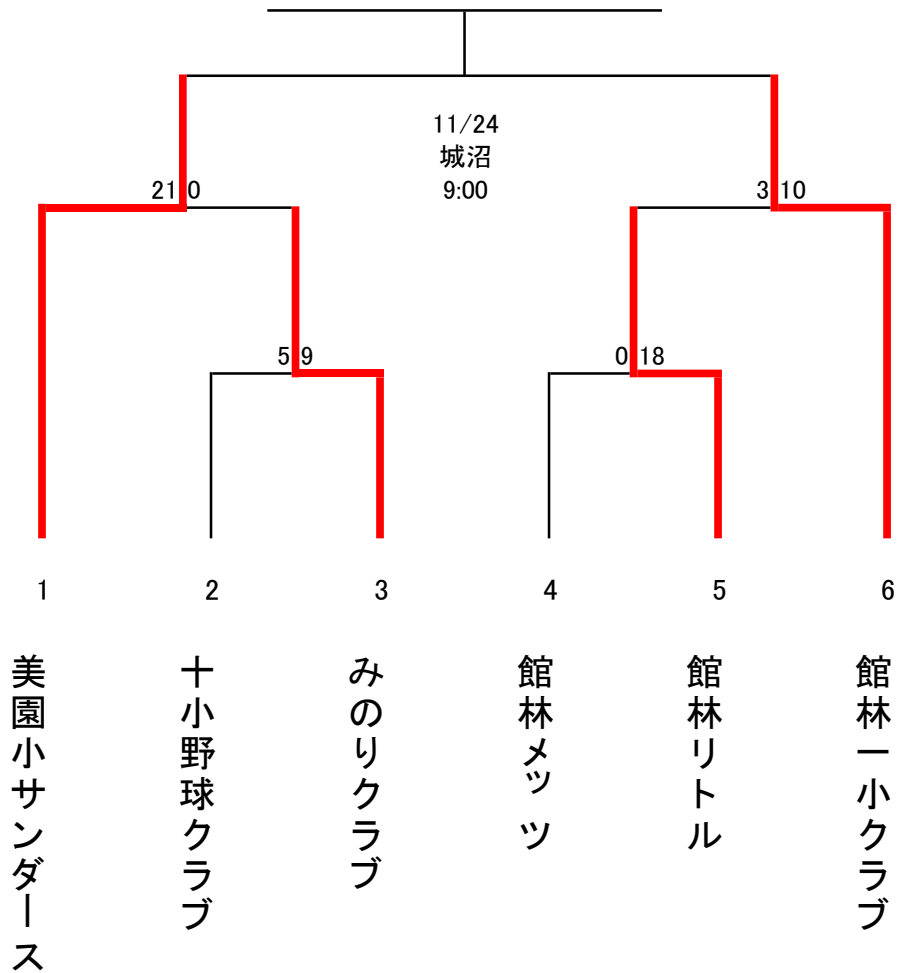 11/24
城沼
9:00
21 0
3 10
5 9
0 18
1 2 3 4 5 6
美園小サンダース
十小野球クラブ
みのりクラブ
館林メッツ
館林リトル
館林一小クラブ